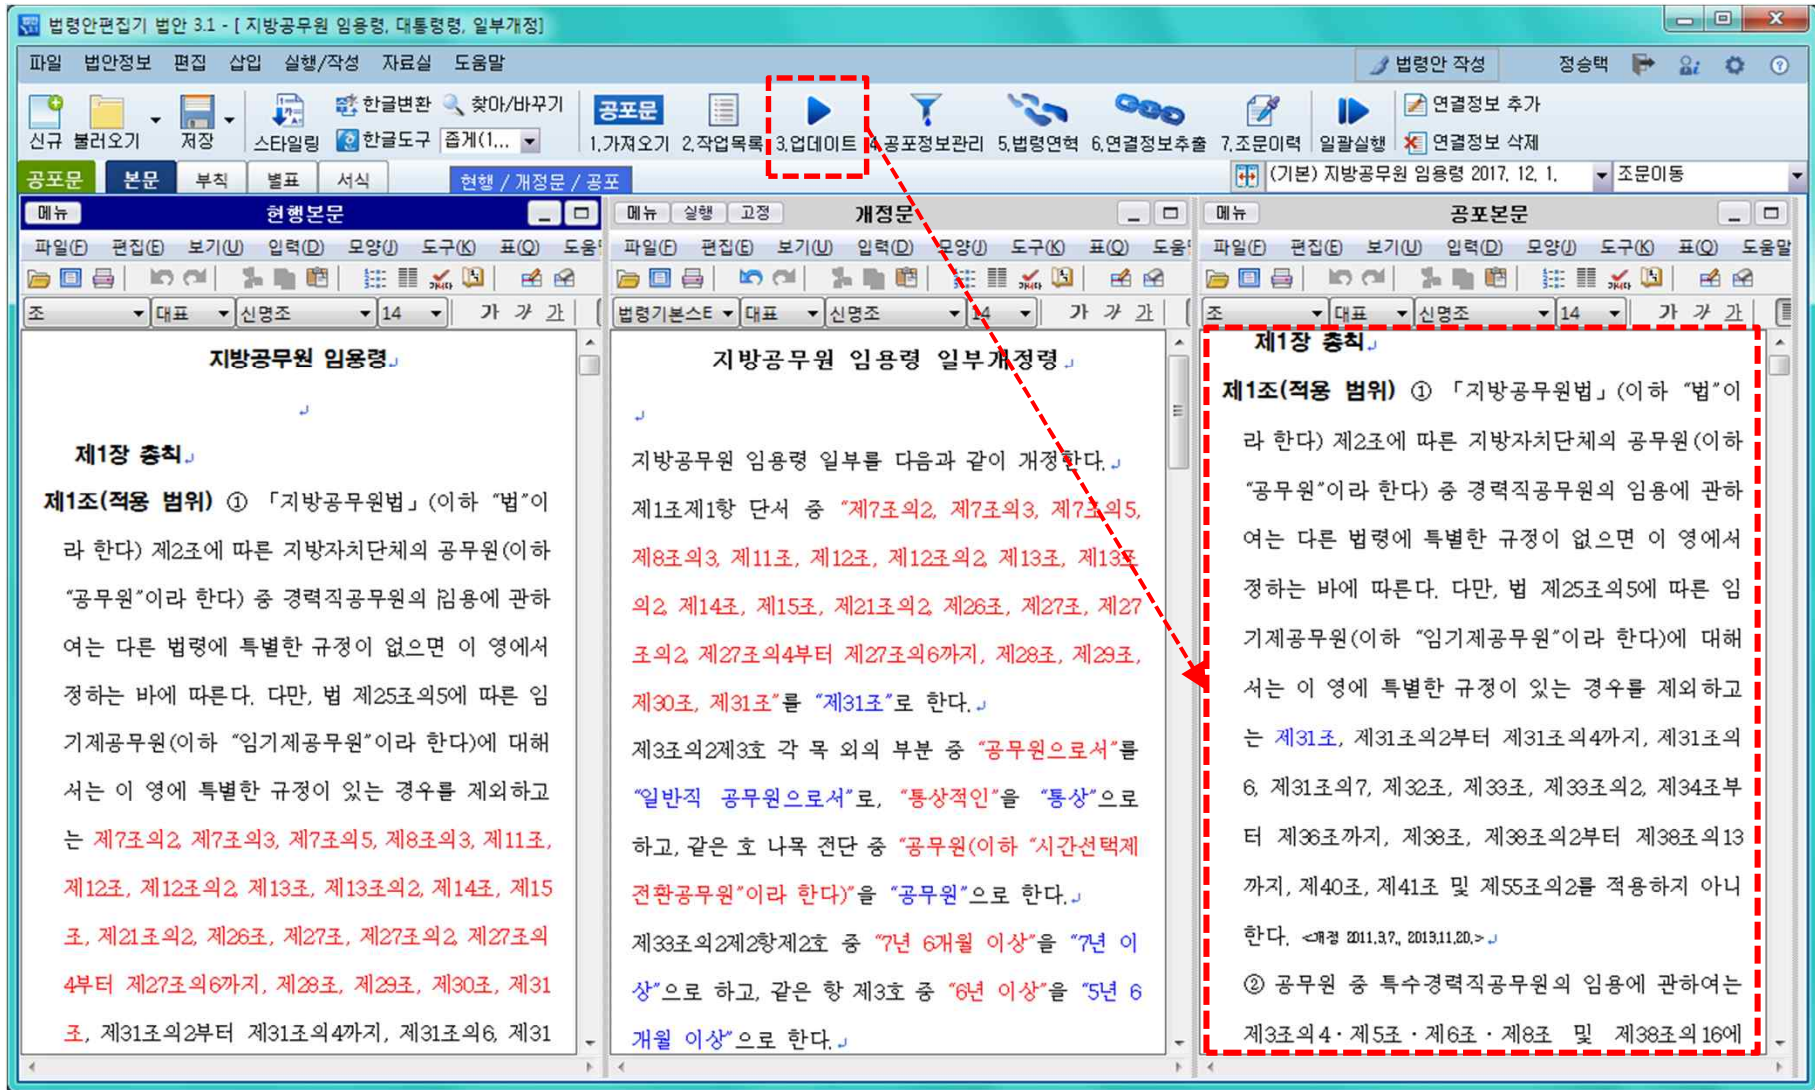 법령안편집기 법안 3.1 - [ 지방공무원 임용령, 대통령령, 일부개정]
파일 법안정보 편집 삽입 실행/작성 자료실 도움말 법령안 작성 정승택
신규 불러오기 저장 스타일링 한글변환 찾아/바꾸기 한글도구 좁게(1,...
공포문 1.가져오기 2.작업목록 3.업데이트 4.공포정보관리 5.법령연혁 6.연결정보추출 7.조문이력 일괄실행 연결정보 추가
연결정보 삭제
공포문 본문 부칙 별표 서식 현행 / 개정문 / 공포 (기본) 지방공무원 임용령 2017. 12. 1. 조문이동
메뉴 현행본문
파일(F) 편집(E) 보기(U) 입력(D) 모양(J) 도구(K) 표(Q) 도움
조 대표 신명조 14 가 가 가
지방공무원 임용령
제1장 총칙
제1조(적용 범위) ① 「지방공무원법」(이하 “법”이
라 한다) 제2조에 따른 지방자치단체의 공무원(이하
“공무원”이라 한다) 중 경력직공무원의 임용에 관하
여는 다른 법령에 특별한 규정이 없으면 이 영에서
정하는 바에 따른다. 다만, 법 제25조의5에 따른 임
기제공무원(이하 “임기제공무원”이라 한다)에 대해
서는 이 영에 특별한 규정이 있는 경우를 제외하고
는 제7조의2, 제7조의3, 제7조의5, 제8조의3, 제11조,
제12조, 제12조의2, 제13조, 제13조의2, 제14조, 제15
조, 제21조의2, 제26조, 제27조, 제27조의2, 제27조의
4부터 제27조의6까지, 제28조, 제29조, 제30조, 제31
조, 제31조의2부터 제31조의4까지, 제31조의6, 제31
메뉴 실행 고정 개정문
파일(F) 편집(E) 보기(U) 입력(D) 모양(J) 도구(K) 표(Q) 도움
법령기본스E 대표 신명조 14 가 가 가
지방공무원 임용령 일부개정령
지방공무원 임용령 일부를 다음과 같이 개정한다.
제1조제1항 단서 중 “제7조의2, 제7조의3, 제7조의5,
제8조의3, 제11조, 제12조, 제12조의2, 제13조, 제13조
의2, 제14조, 제15조, 제21조의2, 제26조, 제27조, 제27
조의2, 제27조의4부터 제27조의6까지, 제28조, 제29조,
제30조, 제31조”를 “제31조”로 한다.
제3조의2제3호 각 목 외의 부분 중 “공무원으로서”를
“일반직 공무원으로서”로, “통상적인”을 “통상”으로
하고, 같은 호 나목 전단 중 “공무원(이하 “시간선택제
전환공무원”이라 한다)”을 “공무원”으로 한다.
제33조의2제2항제2호 중 “7년 6개월 이상”을 “7년 이
상”으로 하고, 같은 항 제3호 중 “6년 이상”을 “5년 6
개월 이상”으로 한다.
메뉴 공포본문
파일(F) 편집(E) 보기(U) 입력(D) 모양(J) 도구(K) 표(Q) 도움말
조 대표 신명조 14 가 가 가
제1장 총칙
제1조(적용 범위) ① 「지방공무원법」(이하 “법”이
라 한다) 제2조에 따른 지방자치단체의 공무원(이하
“공무원”이라 한다) 중 경력직공무원의 임용에 관하
여는 다른 법령에 특별한 규정이 없으면 이 영에서
정하는 바에 따른다. 다만, 법 제25조의5에 따른 임
기제공무원(이하 “임기제공무원”이라 한다)에 대해
서는 이 영에 특별한 규정이 있는 경우를 제외하고
는 제31조, 제31조의2부터 제31조의4까지, 제31조의
6, 제31조의7, 제32조, 제33조, 제33조의2, 제34조부
터 제36조까지, 제38조, 제38조의2부터 제38조의13
까지, 제40조, 제41조 및 제55조의2를 적용하지 아니
한다. <개정 2011.3.7., 2013.11.20.>
② 공무원 중 특수경력직공무원의 임용에 관하여는
제3조의4ㆍ제5조ㆍ제6조ㆍ제8조 및 제38조의16에